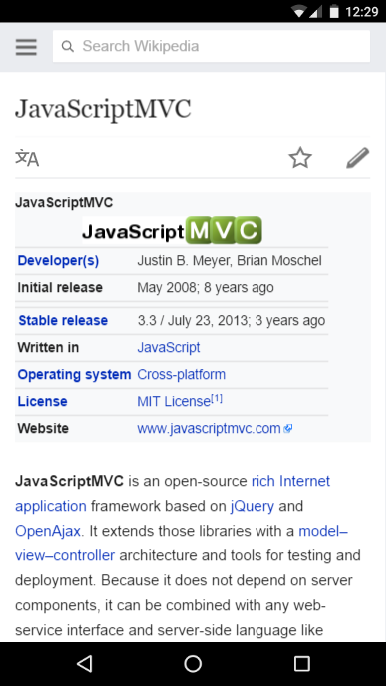 12:29
Search Wikipedia
JavaScriptMVC
文A
JavaScriptMVC
JavaScriptMVC
Developer(s) Justin B. Meyer, Brian Moschel
Initial release May 2008; 8 years ago
Stable release 3.3 / July 23, 2013; 3 years ago
Written in JavaScript
Operating system Cross-platform
License MIT License[1]
Website www.javascriptmvc.com
JavaScriptMVC is an open-source rich Internet
application framework based on jQuery and
OpenAjax. It extends those libraries with a model–
view–controller architecture and tools for testing and
deployment. Because it does not depend on server
components, it can be combined with any web-
service interface and server-side language like